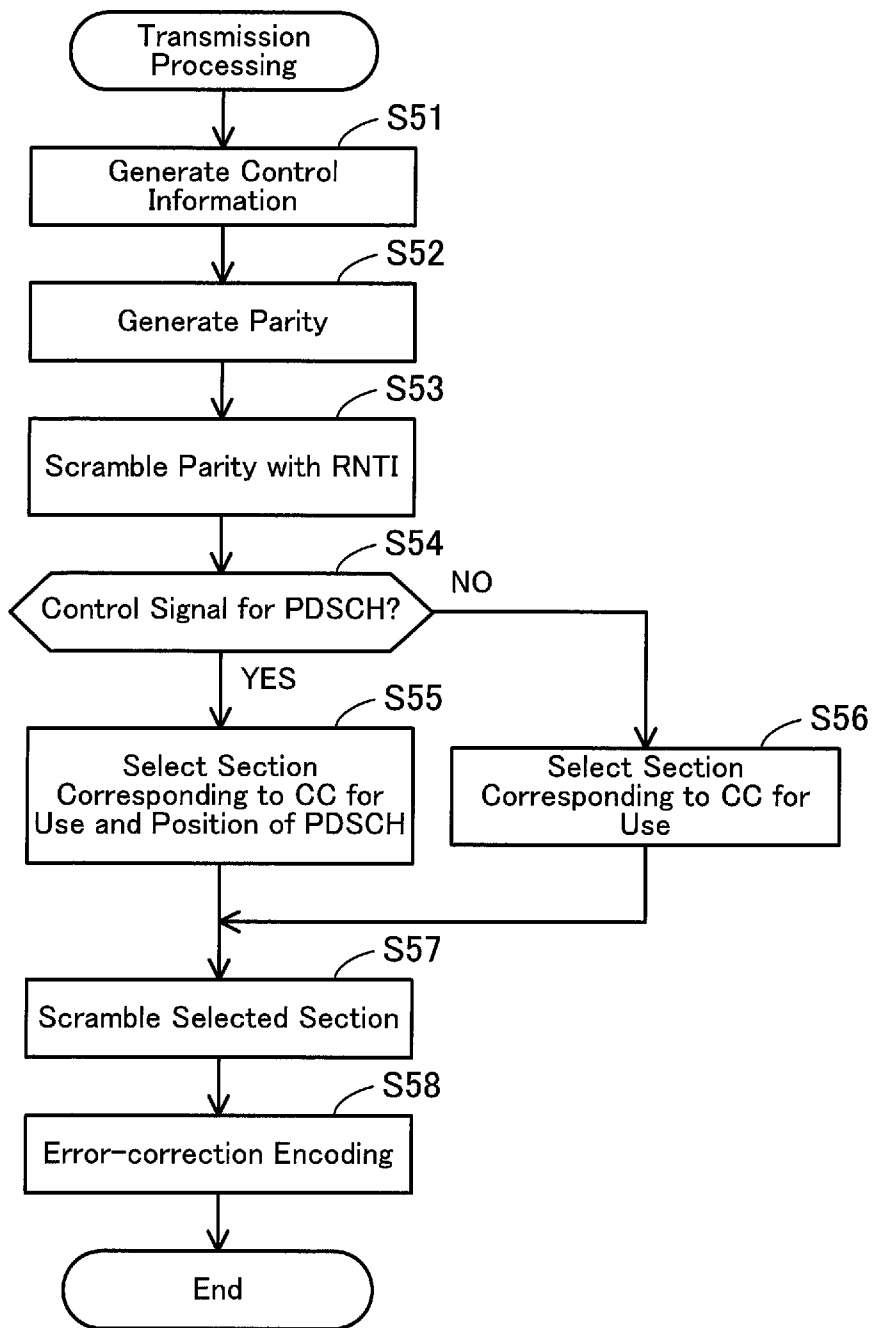 Transmission
Processing
S51
Generate Control
Information
S52
Generate Parity
S53
Scramble Parity with RNTI
S54
Control Signal for PDSCH?
NO
YES
S55
Select Section
Corresponding to CC for
Use and Position of PDSCH
S56
Select Section
Corresponding to CC for
Use
S57
Scramble Selected Section
S58
Error-correction Encoding
End